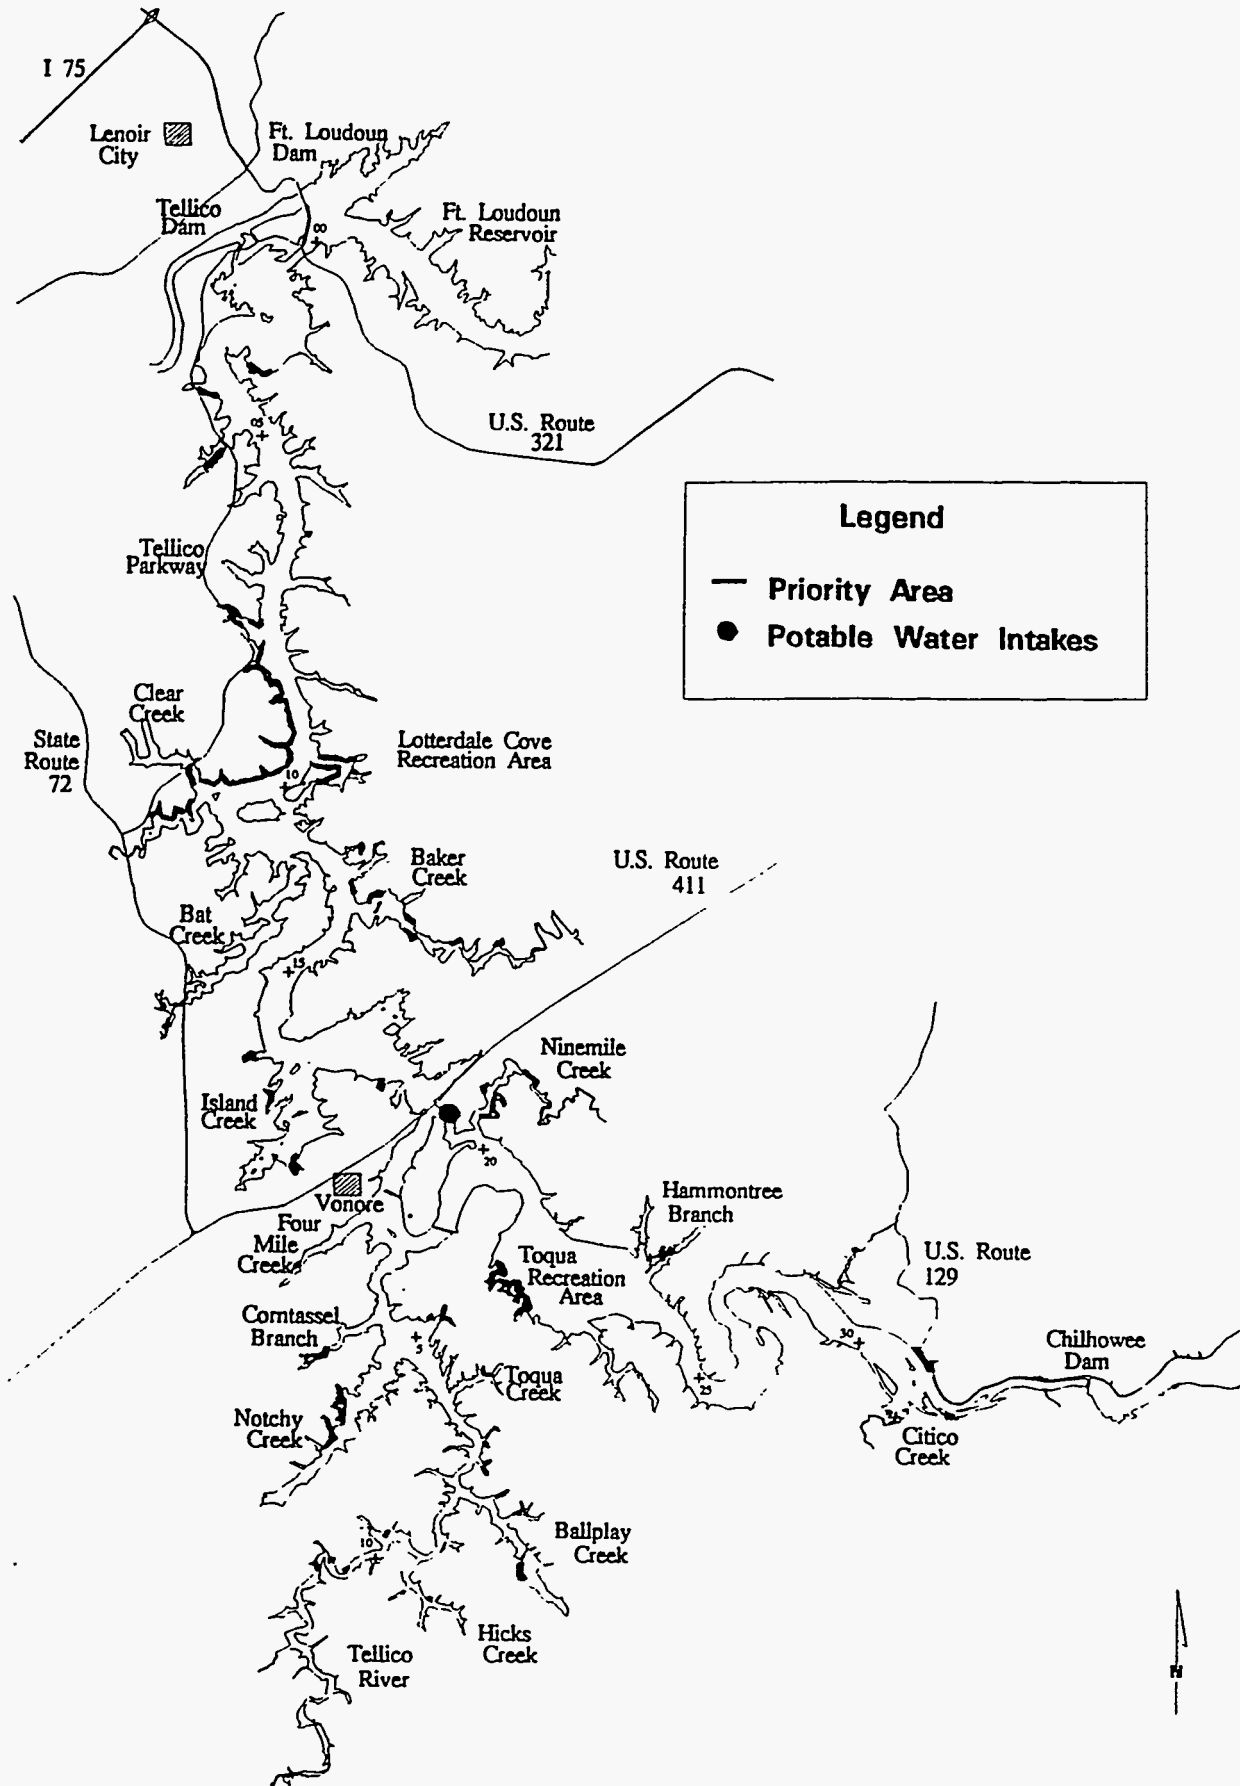 I 75
Lenoir
City
Ft. Loudoun
Dam
Tellico
Dam
Ft. Loudoun
Reservoir
∞
U.S. Route
321
∞
Legend
Priority Area
Potable Water Intakes
Tellico
Parkway
Clear
Creek
State
Route
72
Lotterdale Cove
Recreation Area
10
Baker
Creek
U.S. Route
411
Bat
Creek
15
Ninemile
Creek
Island
Creek
20
Vonore
Hammontree
Branch
Four
Mile
Creek
Toqua
Recreation
Area
U.S. Route
129
Corntassel
Branch
30
Chilhowee
Dam
5
Toqua
Creek
25
Notchy
Creek
Citico
Creek
10
Ballplay
Creek
Hicks
Creek
Tellico
River
N